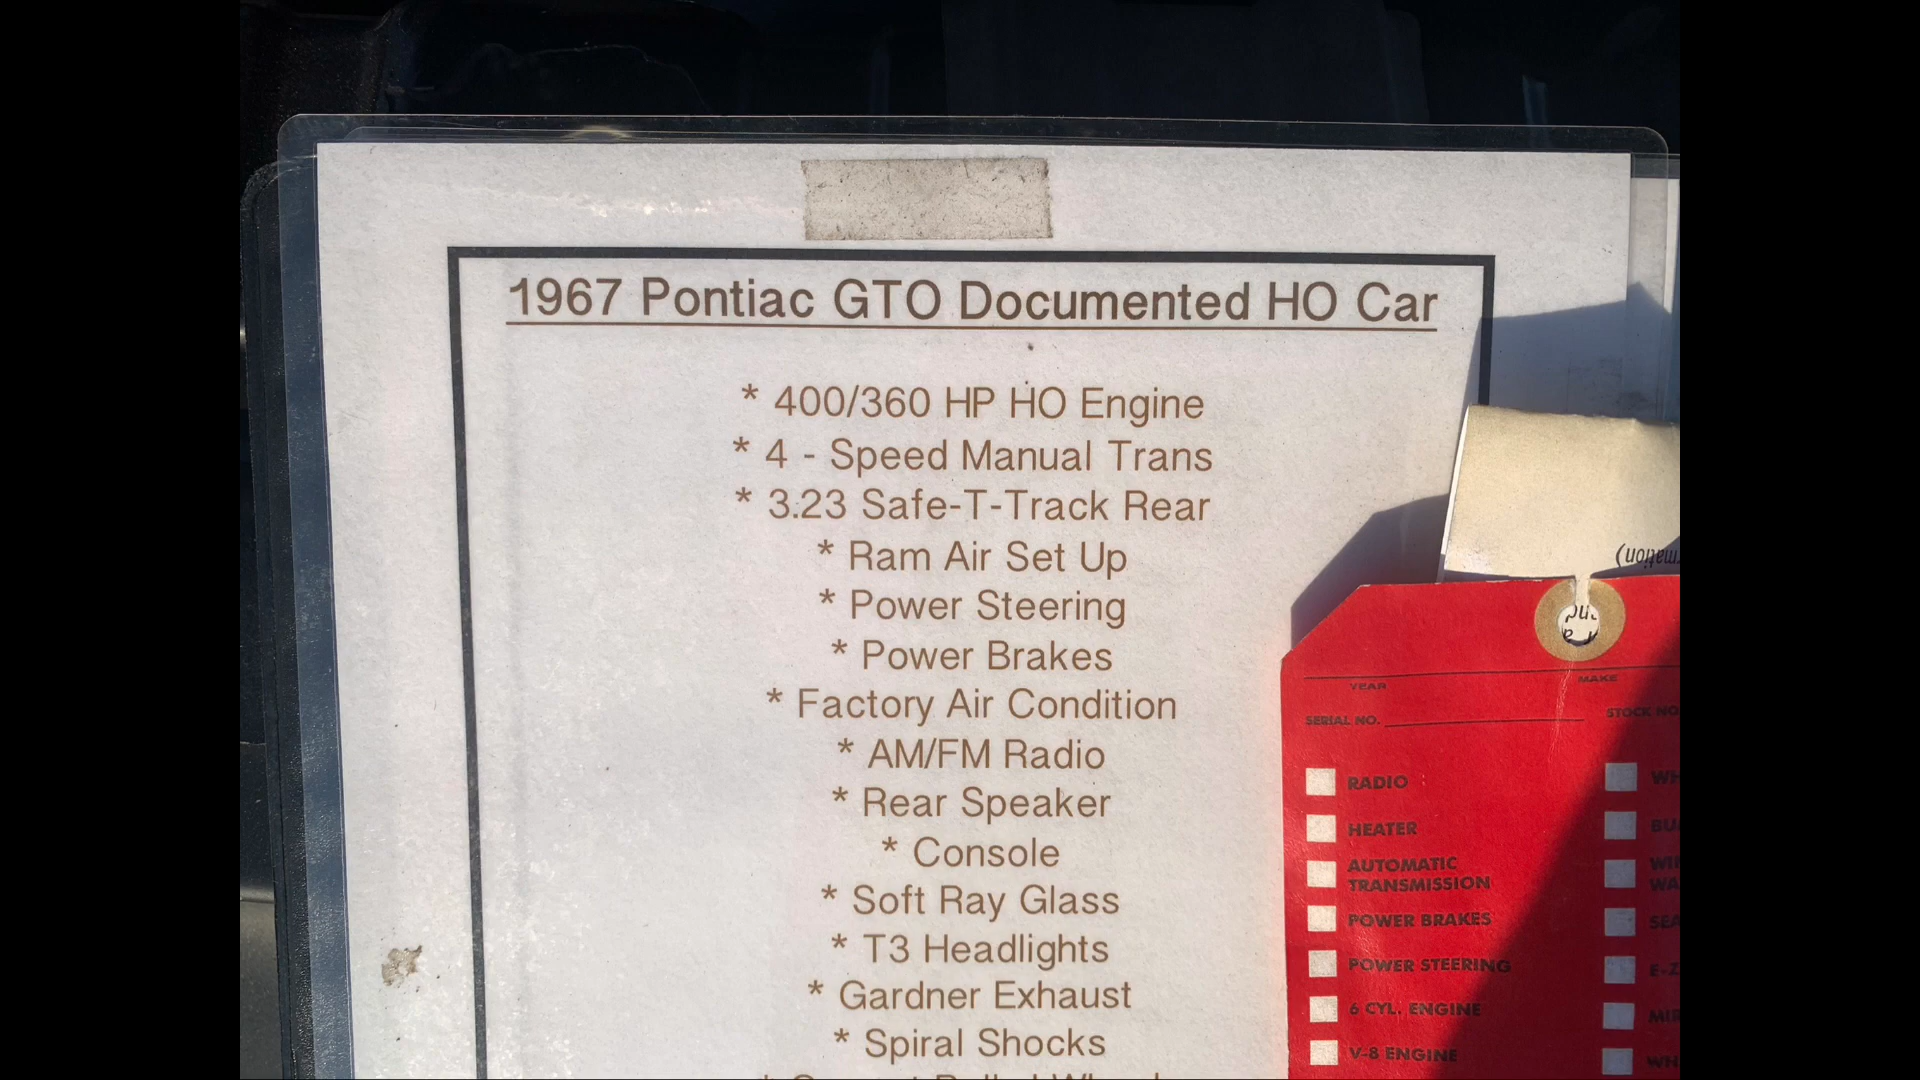 1967 Pontiac GTO Documented HO Car
* 400/360 HP HO Engine
* 4 - Speed Manual Trans
* 3.23 Safe-T-Track Rear
* Ram Air Set Up
* Power Steering
* Power Brakes
* Factory Air Condition
* AM/FM Radio
* Rear Speaker
* Console
* Soft Ray Glass
* T3 Headlights
* Gardner Exhaust
* Spiral Shocks
YEAR MAKE
SERIAL NO. STOCK NO
RADIO
HEATER
AUTOMATIC
TRANSMISSION
POWER BRAKES
POWER STEERING
6 CYL. ENGINE
V-8 ENGINE